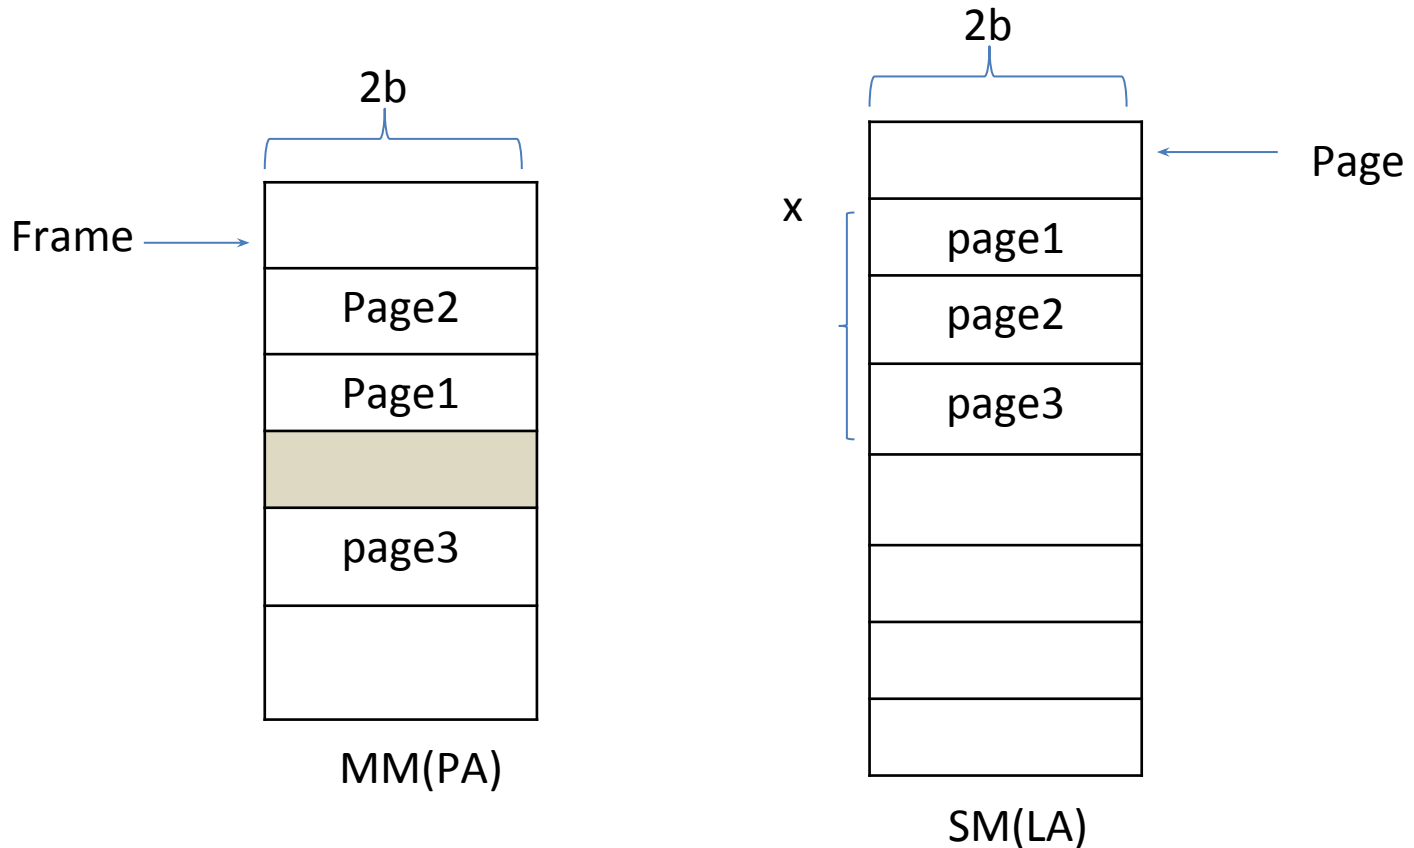 2b
Frame
Page2
Page1
page3
MM(PA)
2b
Page
x
page1
page2
page3
SM(LA)